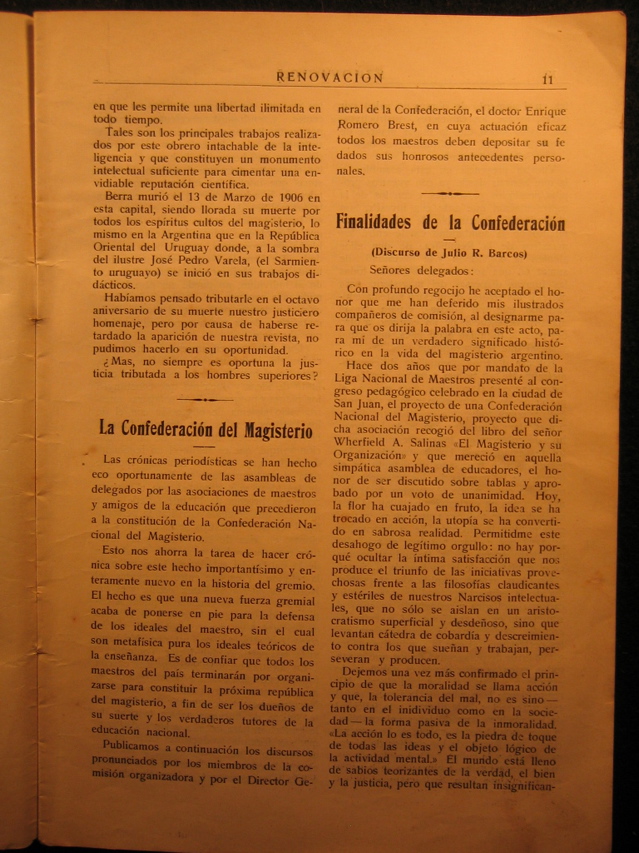 RENOVACION 11
en que les permite una libertad ilimitada en
todo tiempo.
Tales son los principales trabajos realiza-
dos por este obrero intachable de la inte-
ligencia y que constituyen un monumento
intelectual suficiente para cimentar una en-
vidiable reputación cientifica.
Berra murió el 13 de Marzo de 1906 en
esta capital, siendo llorada su muerte por
todos los espíritus cultos del magisterio, lo
mismo en la Argentina que en la República
Oriental del Uruguay donde, a la sombra
del ilustre José Pedro Varela, (el Sarmien-
to uruguayo) se inició en sus trabajos di-
dácticos.
Habíamos pensado tributarle en el octavo
aniversario de su muerte nuestro justiciero
homenaje, pero por causa de haberse re-
tardado la aparición de nuestra revista, no
pudimos hacerlo en su oportunidad.
¿Mas, no siempre es oportuna la jus-
ticia tributada a los hombres superiores?
La Confederación del Magisterio
Las crónicas periodísticas se han hecho
eco oportunamente de las asambleas de
delegados por las asociaciones de maestros
y amigos de la educación que precedieron
a la constitución de la Confederación Na-
cional del Magisterio.
Esto nos ahorra la tarea de hacer cró-
nica sobre este hecho importantísimo y en-
teramente nuevo en la historia del gremio.
El hecho es que una nueva fuerza gremial
acaba de ponerse en pie para la defensa
de los ideales del maestro, sin el cual
son metafísica pura los ideales teóricos de
la enseñanza. Es de confiar que todos los
maestros del país terminarán por organi-
zarse para constituir la próxima república
del magisterio, a fin de ser los dueños de
su suerte y los verdaderos tutores de la
educación nacional.
Publicamos a continuación los discursos
pronunciados por los miembros de la co-
misión organizadora y por el Director Ge-
neral de la Confederación, el doctor Enrique
Romero Brest, en cuya actuación eficaz
todos los maestros deben depositar su fe
dados sus honrosos antecedentes perso-
nales.
Finalidades de la Confederación
(Discurso de Julio R. Barcos)
Señores delegados:
Con profundo regocijo he aceptado el ho-
nor que me han deferido mis ilustrados
compañeros de comisión, al designarme pa-
ra que os dirija la palabra en este acto, pa-
ra mí de un verdadero significado histó-
rico en la vida del magisterio argentino.
Hace dos años que por mandato de la
Liga Nacional de Maestros presenté al con-
greso pedagógico celebrado en la ciudad de
San Juan, el proyecto de una Confederación
Nacional del Magisterio, proyecto que di-
cha asociación recogió del libro del señor
Wherfield A. Salinas «El Magisterio y su
Organización» y que mereció en aquella
simpática asamblea de educadores, el ho-
nor de ser discutido sobre tablas y apro-
bado por un voto de unanimidad. Hoy,
la flor ha cuajado en fruto, la idea se ha
trocado en acción, la utopia se ha converti-
do en sabrosa realidad. Permitidme este
desahogo de legítimo orgullo: no hay por-
qué ocultar la íntima satisfacción que nos
produce el triunfo de las iniciativas prove-
chosas frente a las filosofías claudicantes
y estériles de nuestros Narcisos intelectua-
les, que no sólo se aislan en un aristo-
cratismo superficial y desdeñoso, sino que
levantan cátedra de cobardía y descreimien-
to contra los que sueñan y trabajan, per-
severan y producen.
Dejemos una vez más confirmado el prin-
cipio de que la moralidad se llama acción
y que, la tolerancia del mal, no es sino—
tanto en el inidividuo como en la socie-
dad—la forma pasiva de la inmoralidad.
«La acción lo es todo, es la piedra de toque
de todas las ideas y el objeto lógico de
la actividad mental.» El mundo está lleno
de sabios teorizantes de la verdad, el bien
y la justicia, pero que resultan insignifican-